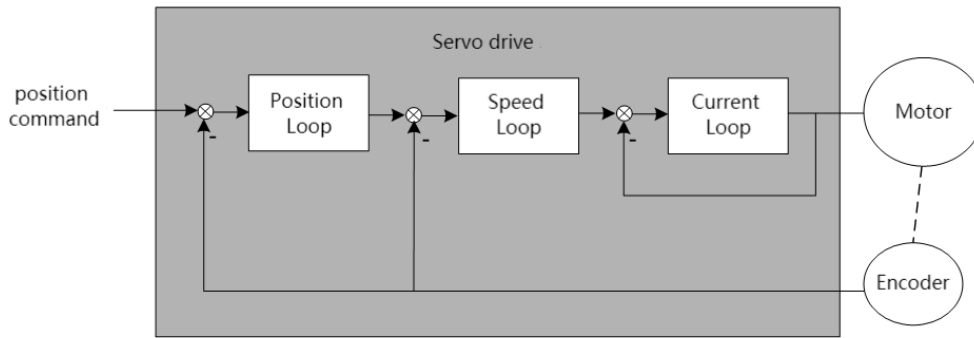 Servo drive
position
command
Position
Loop
Speed
Loop
Current
Loop
Motor
-
-
-
Encoder